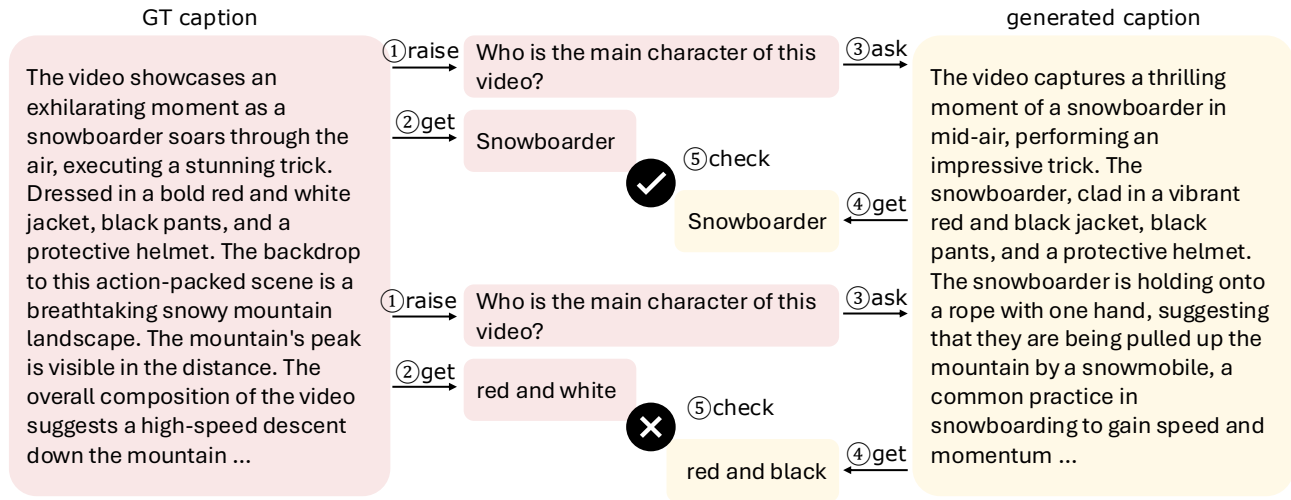 GT caption
The video showcases an
exhilarating moment as a
snowboarder soars through the
air, executing a stunning trick.
Dressed in a bold red and white
jacket, black pants, and a
protective helmet. The backdrop
to this action-packed scene is a
breathtaking snowy mountain
landscape. The mountain's peak
is visible in the distance. The
overall composition of the video
suggests a high-speed descent
down the mountain ...
①raise
Who is the main character of this
video?
③ask
②get
Snowboarder
⑤check
Snowboarder
④get
①raise
Who is the main character of this
video?
③ask
②get
red and white
⑤check
red and black
④get
generated caption
The video captures a thrilling
moment of a snowboarder in
mid-air, performing an
impressive trick. The
snowboarder, clad in a vibrant
red and black jacket, black
pants, and a protective helmet.
The snowboarder is holding onto
a rope with one hand, suggesting
that they are being pulled up the
mountain by a snowmobile, a
common practice in
snowboarding to gain speed and
momentum ...